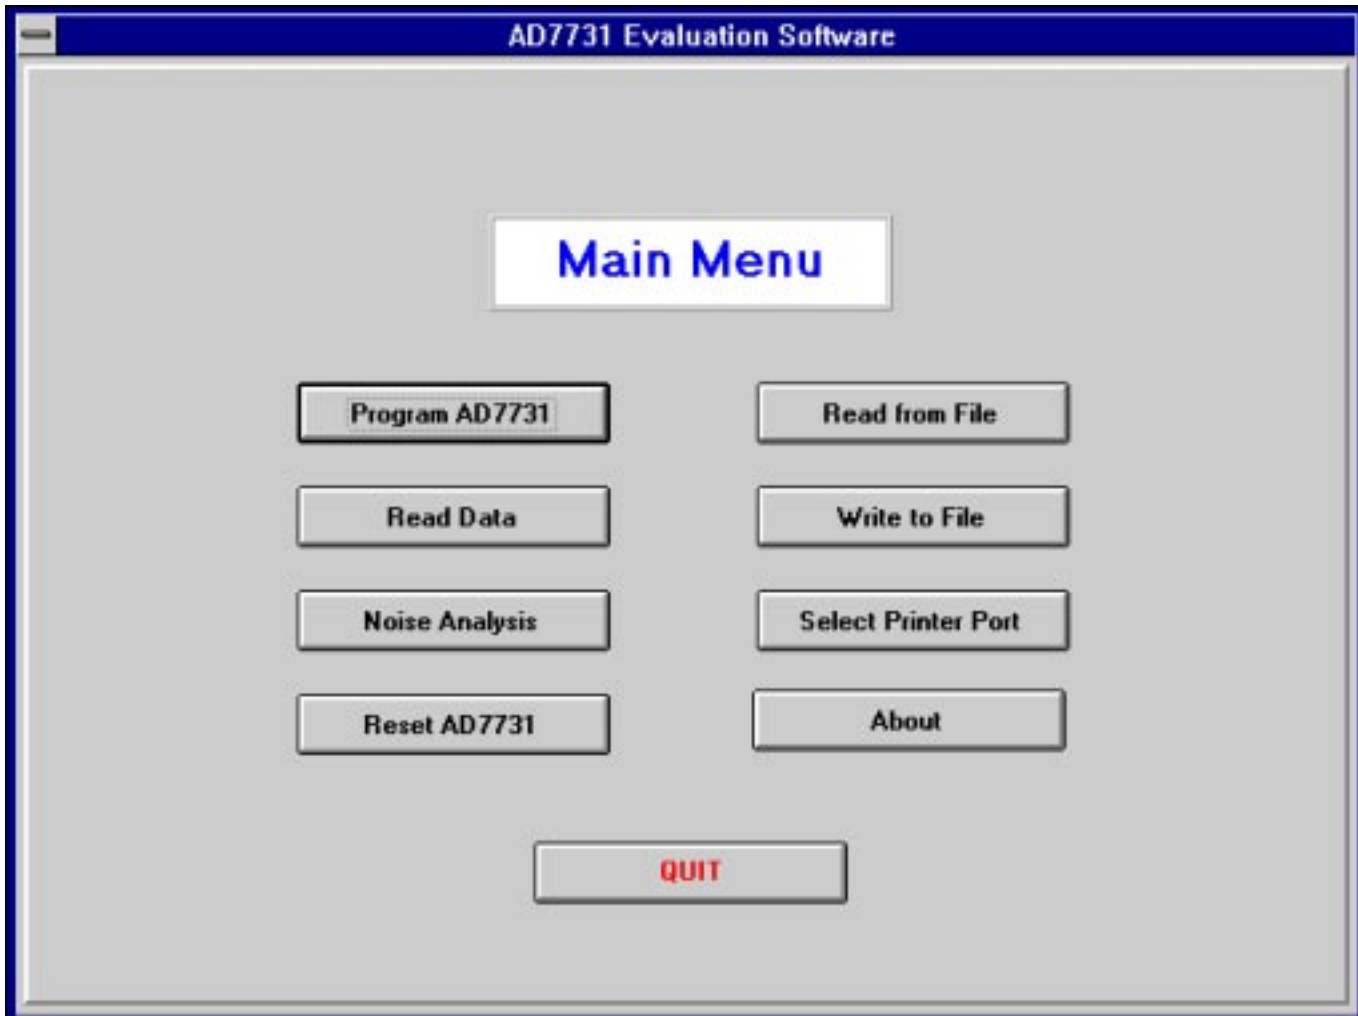 AD7731 Evaluation Software
Main Menu
Program AD7731
Read from File
Read Data
Write to File
Noise Analysis
Select Printer Port
Reset AD7731
About
QUIT